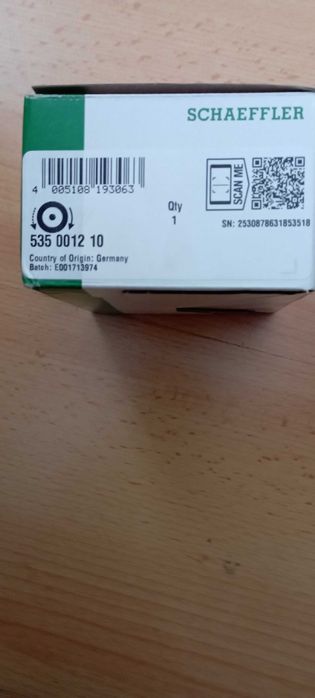 SCHAEFFLER
4 005108 193063
Qty
1
SCAN ME
SN: 2530878631853518
535 0012 10
Country of Origin: Germany
Batch: E001713974